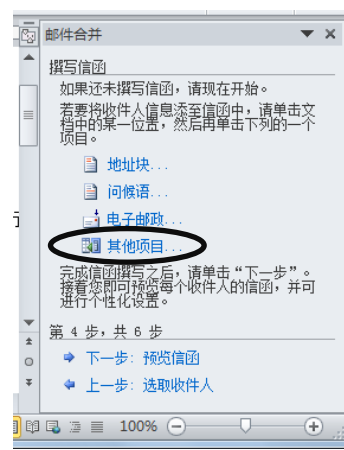 邮件合并
撰写信函
如果还未撰写信函，请现在开始。
若要将收件人信息添至信函中，请单击文
档中的某一位置，然后再单击下列的一个
项目。
地址块...
问候语...
电子邮政...
其他项目...
完成信函撰写之后，请单击“下一步”。
接着您即可预览每个收件人的信函，并可
进行个性化设置。
第 4 步，共 6 步
下一步: 预览信函
上一步: 选取收件人
100%